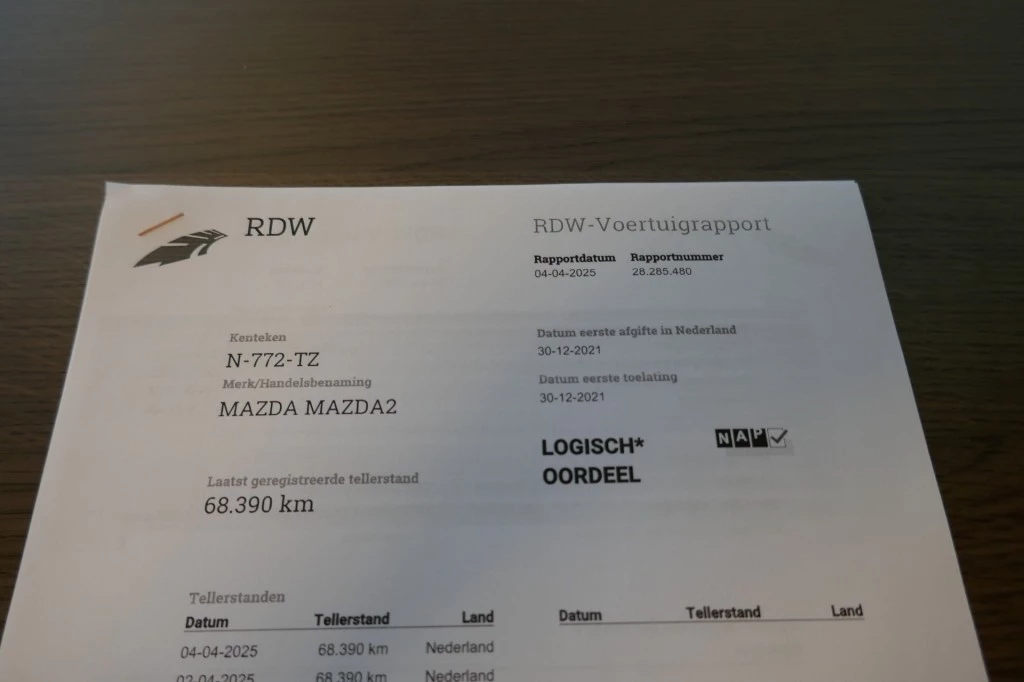 RDW
RDW-Voertuigrapport
Rapportdatum Rapportnummer
04-04-2025 28.285.480
Kenteken
N-772-TZ
Merk/Handelsbenaming
MAZDA MAZDA2
Datum eerste afgifte in Nederland
30-12-2021
Datum eerste toelating
30-12-2021
LOGISCH*
OORDEEL
NAP
Laatst geregistreerde tellerstand
68.390 km
Tellerstanden
Datum Tellerstand Land
04-04-2025 68.390 km Nederland
02-04-2025 68.390 km Nederland
Datum Tellerstand Land